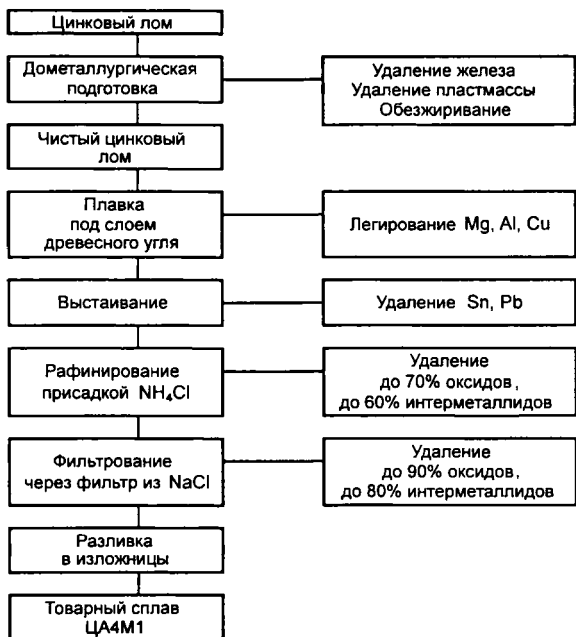 Цинковый лом
Дометаллургическая
подготовка
Удаление железа
Удаление пластмассы
Обезжиривание
Чистый цинковый
лом
Плавка
под слоем
древесного угля
Легирование Mg, Al, Cu
Выстаивание
Удаление Sn, Pb
Рафинирование
присадкой NH₄Cl
Удаление
до 70% оксидов,
до 60% интерметаллидов
Фильтрование
через фильтр из NaCl
Удаление
до 90% оксидов,
до 80% интерметаллидов
Разливка
в изложницы
Товарный сплав
ЦА4М1